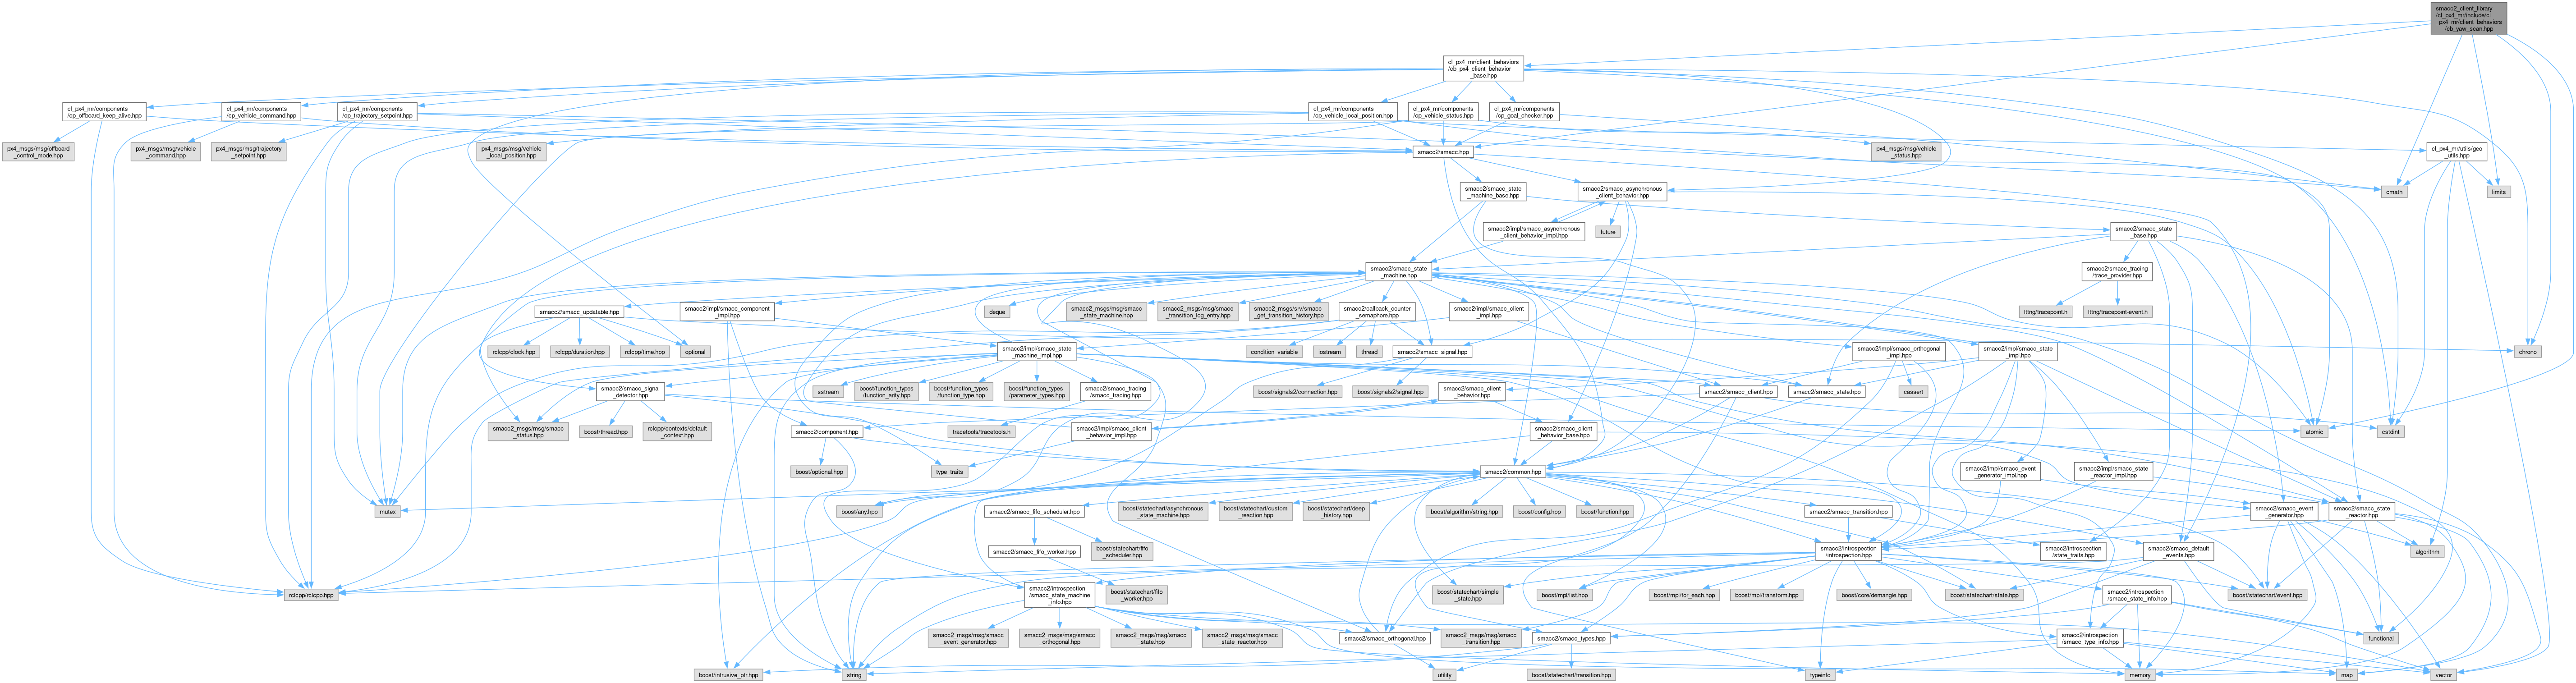 smacc2_client_library
/cl_px4_mr/include/cl
_px4_mr/client_behaviors
/cb_yaw_scan.hpp
cl_px4_mr/client_behaviors
/cb_px4_client_behavior
_base.hpp
cl_px4_mr/components
/cp_offboard_keep_alive.hpp
cl_px4_mr/components
/cp_vehicle_command.hpp
cl_px4_mr/components
/cp_trajectory_setpoint.hpp
cl_px4_mr/components
/cp_vehicle_local_position.hpp
cl_px4_mr/components
/cp_vehicle_status.hpp
cl_px4_mr/components
/cp_goal_checker.hpp
px4_msgs/msg/offboard
_control_mode.hpp
px4_msgs/msg/vehicle
_command.hpp
px4_msgs/msg/trajectory
_setpoint.hpp
px4_msgs/msg/vehicle
_local_position.hpp
smacc2/smacc.hpp
px4_msgs/msg/vehicle
_status.hpp
cl_px4_mr/utils/geo
_utils.hpp
smacc2/smacc_state
_machine_base.hpp
smacc2/smacc_asynchronous
_client_behavior.hpp
cmath
limits
smacc2/impl/smacc_asynchronous
_client_behavior_impl.hpp
future
smacc2/smacc_state
_base.hpp
smacc2/smacc_state
_machine.hpp
smacc2/smacc_tracing
/trace_provider.hpp
smacc2/smacc_updatable.hpp
smacc2/impl/smacc_component
_impl.hpp
deque
smacc2_msgs/msg/smacc
_state_machine.hpp
smacc2_msgs/msg/smacc
_transition_log_entry.hpp
smacc2_msgs/srv/smacc
_get_transition_history.hpp
smacc2/callback_counter
_semaphore.hpp
smacc2/impl/smacc_client
_impl.hpp
lttng/tracepoint.h
lttng/tracepoint-event.h
rclcpp/clock.hpp
rclcpp/duration.hpp
rclcpp/time.hpp
optional
smacc2/impl/smacc_state
_machine_impl.hpp
condition_variable
iostream
thread
smacc2/smacc_signal.hpp
smacc2/impl/smacc_orthogonal
_impl.hpp
smacc2/impl/smacc_state
_impl.hpp
chrono
smacc2/smacc_signal
_detector.hpp
sstream
boost/function_types
/function_arity.hpp
boost/function_types
/function_type.hpp
boost/function_types
/parameter_types.hpp
smacc2/smacc_tracing
/smacc_tracing.hpp
boost/signals2/connection.hpp
boost/signals2/signal.hpp
smacc2/smacc_client
_behavior.hpp
smacc2/smacc_client.hpp
smacc2/smacc_state.hpp
cassert
smacc2_msgs/msg/smacc
_status.hpp
boost/thread.hpp
rclcpp/contexts/default
_context.hpp
smacc2/component.hpp
tracetools/tracetools.h
smacc2/impl/smacc_client
_behavior_impl.hpp
smacc2/smacc_client
_behavior_base.hpp
atomic
cstdint
boost/optional.hpp
type_traits
smacc2/common.hpp
smacc2/impl/smacc_event
_generator_impl.hpp
smacc2/impl/smacc_state
_reactor_impl.hpp
mutex
boost/any.hpp
smacc2/smacc_fifo_scheduler.hpp
boost/statechart/asynchronous
_state_machine.hpp
boost/statechart/custom
_reaction.hpp
boost/statechart/deep
_history.hpp
boost/algorithm/string.hpp
boost/config.hpp
boost/function.hpp
smacc2/smacc_transition.hpp
smacc2/smacc_event
_generator.hpp
smacc2/smacc_state
_reactor.hpp
smacc2/smacc_fifo_worker.hpp
boost/statechart/fifo
_scheduler.hpp
smacc2/introspection
/introspection.hpp
smacc2/introspection
/state_traits.hpp
smacc2/smacc_default
_events.hpp
algorithm
rclcpp/rclcpp.hpp
smacc2/introspection
/smacc_state_machine
_info.hpp
boost/statechart/fifo
_worker.hpp
boost/statechart/simple
_state.hpp
boost/mpl/list.hpp
boost/mpl/for_each.hpp
boost/mpl/transform.hpp
boost/core/demangle.hpp
boost/statechart/state.hpp
smacc2/introspection
/smacc_state_info.hpp
boost/statechart/event.hpp
smacc2_msgs/msg/smacc
_event_generator.hpp
smacc2_msgs/msg/smacc
_orthogonal.hpp
smacc2_msgs/msg/smacc
_state.hpp
smacc2_msgs/msg/smacc
_state_reactor.hpp
smacc2/smacc_orthogonal.hpp
smacc2_msgs/msg/smacc
_transition.hpp
smacc2/smacc_types.hpp
smacc2/introspection
/smacc_type_info.hpp
functional
boost/intrusive_ptr.hpp
string
utility
boost/statechart/transition.hpp
typeinfo
memory
map
vector